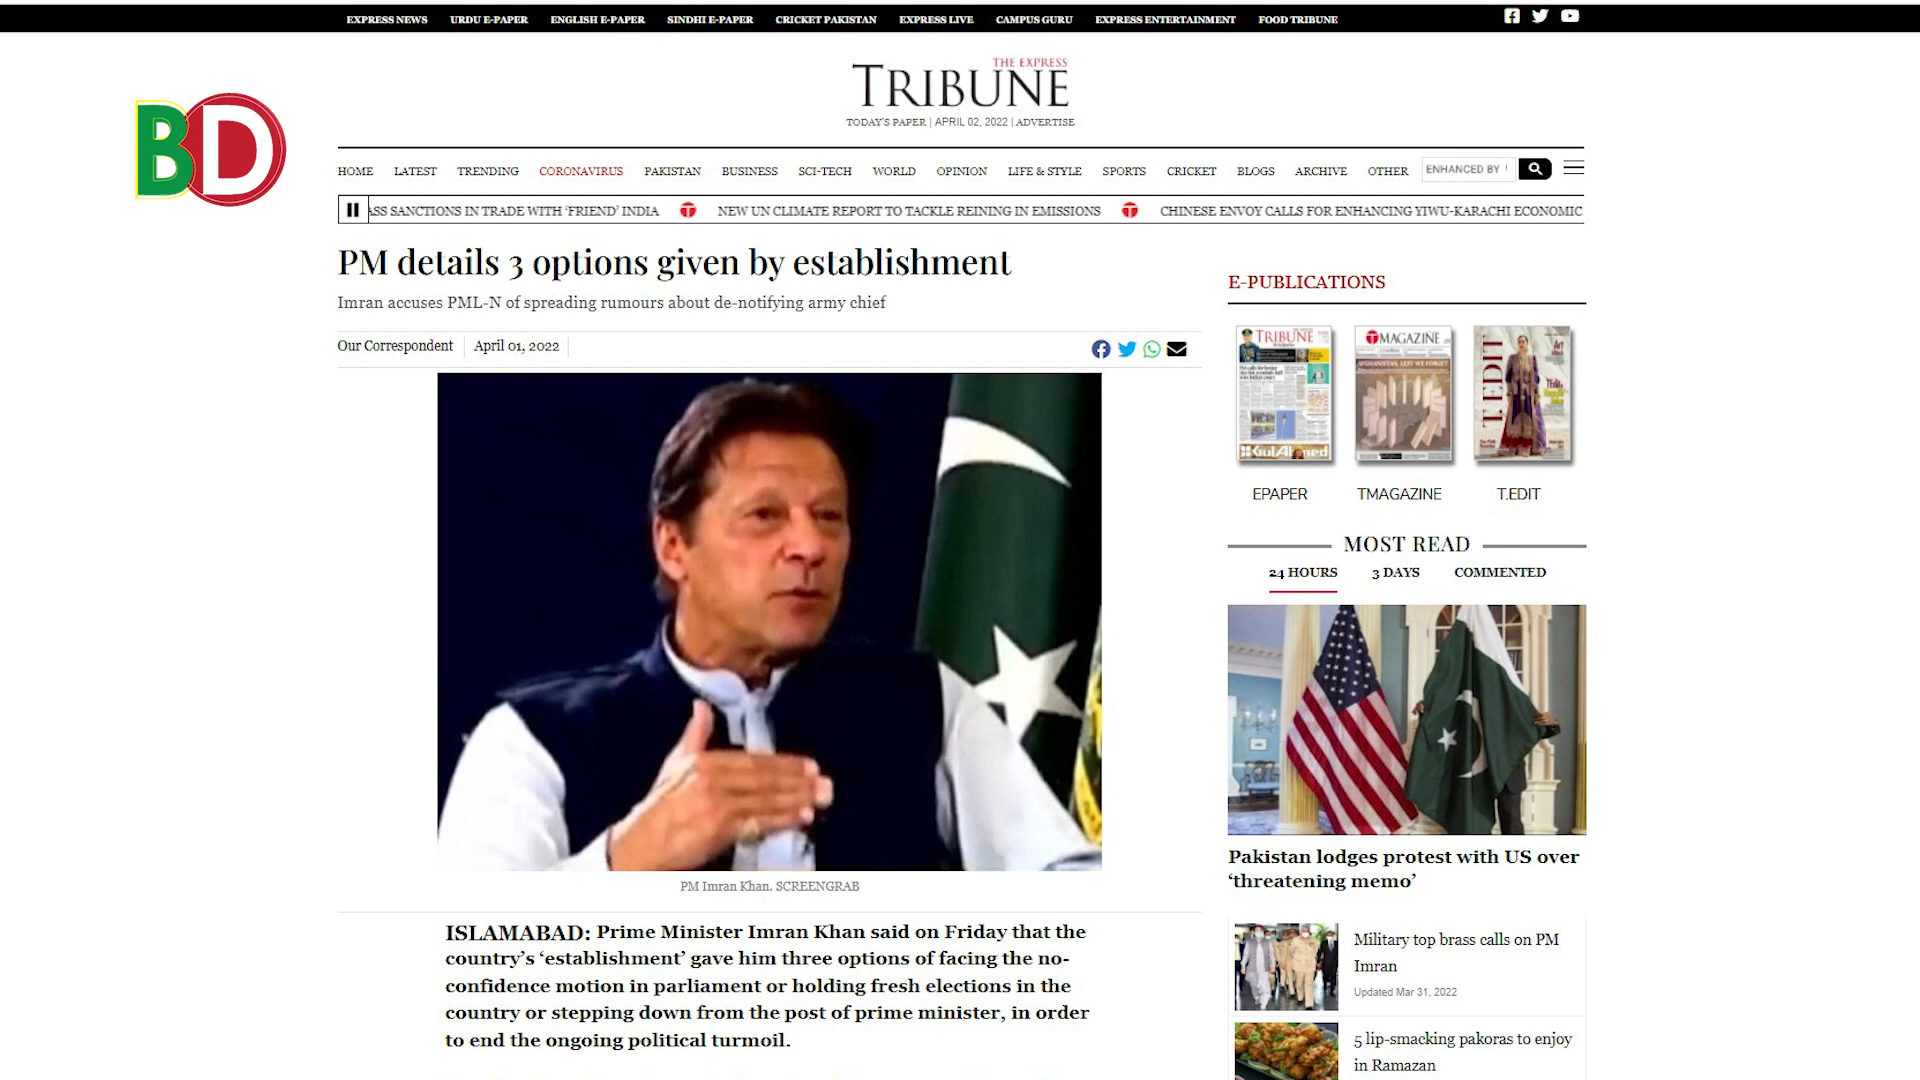 EXPRESS NEWS URDU E-PAPER ENGLISH E-PAPER SINDHI E-PAPER CRICKET PAKISTAN EXPRESS LIVE CAMPUS GURU EXPRESS ENTERTAINMENT FOOD TRIBUNE
BD
THE EXPRESS
TRIBUNE
TODAY'S PAPER | APRIL 02, 2022 | ADVERTISE
HOME LATEST TRENDING CORONAVIRUS PAKISTAN BUSINESS SCI-TECH WORLD OPINION LIFE & STYLE SPORTS CRICKET BLOGS ARCHIVE OTHER ENHANCED BY
SANCTIONS IN TRADE WITH 'FRIEND' INDIA NEW UN CLIMATE REPORT TO TACKLE REINING IN EMISSIONS CHINESE ENVOY CALLS FOR ENHANCING YIWU-KARACHI ECONOMIC
PM details 3 options given by establishment
Imran accuses PML-N of spreading rumours about de-notifying army chief
Our Correspondent April 01, 2022
PM Imran Khan. SCREENGRAB
ISLAMABAD: Prime Minister Imran Khan said on Friday that the
country's 'establishment' gave him three options of facing the no-
confidence motion in parliament or holding fresh elections in the
country or stepping down from the post of prime minister, in order
to end the ongoing political turmoil.
E-PUBLICATIONS
TRIBUNE
TMAGAZINE
T.EDIT
EPAPER TMAGAZINE T.EDIT
MOST READ
24 HOURS 3 DAYS COMMENTED
Pakistan lodges protest with US over
'threatening memo'
Military top brass calls on PM
Imran
Updated Mar 31, 2022
5 lip-smacking pakoras to enjoy
in Ramazan